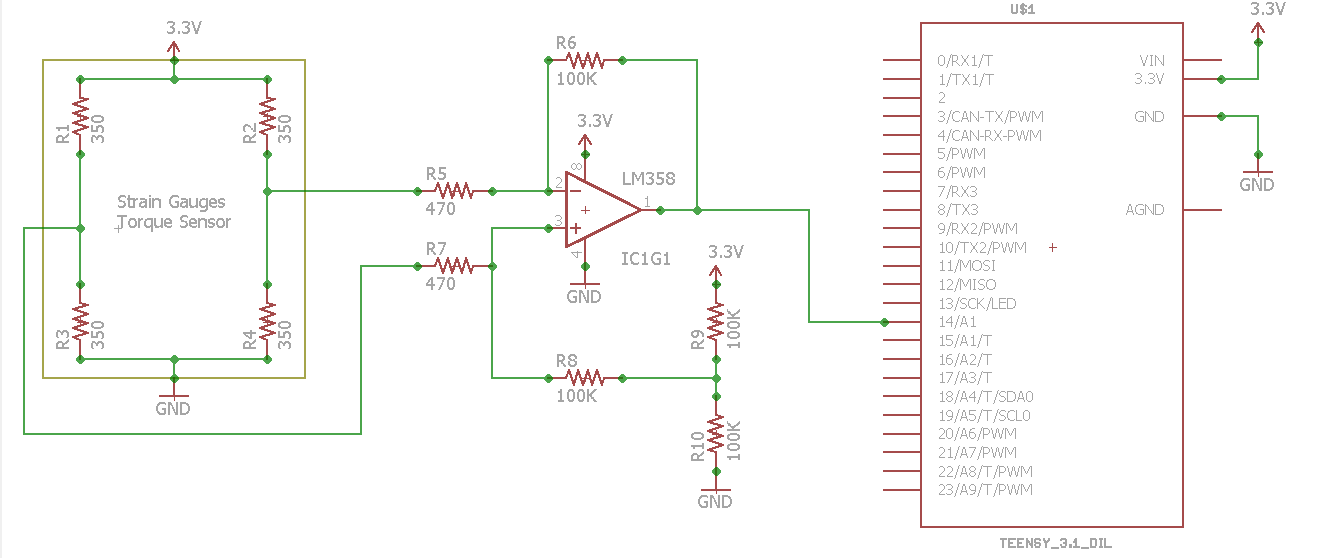 3.3V
R1
350
R2
350
Strain Gauges
Torque Sensor
R3
350
R4
350
GND
R5
470
R7
470
R6
100K
3.3V
8
2
3
1
4
LM358
IC1G1
GND
R8
100K
3.3V
R9
100K
R10
100K
GND
U$1
0/RX1/T
1/TX1/T
2
3/CAN-TX/PWM
4/CAN-RX-PWM
5/PWM
6/PWM
7/RX3
8/TX3
9/RX2/PWM
10/TX2/PWM
11/MOSI
12/MISO
13/SCK/LED
14/A1
15/A1/T
16/A2/T
17/A3/T
18/A4/T/SDA0
19/A5/T/SCL0
20/A6/PWM
21/A7/PWM
22/A8/T/PWM
23/A9/T/PWM
VIN
3.3V
GND
AGND
3.3V
GND
TEENSY_3.1_DIL